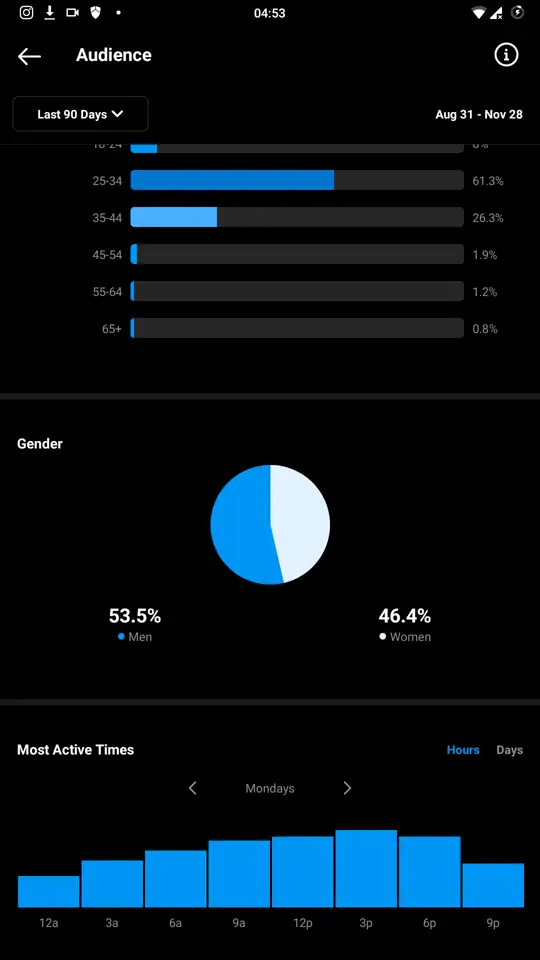 04:53
Audience
Last 90 Days
Aug 31 - Nov 28
25-34 61.3%
35-44 26.3%
45-54 1.9%
55-64 1.2%
65+ 0.8%
Gender
53.5% 46.4%
Men Women
Most Active Times Hours Days
Mondays
12a 3a 6a 9a 12p 3p 6p 9p